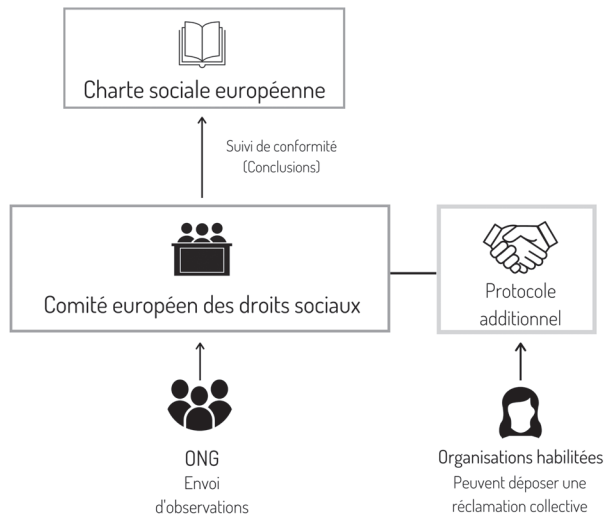 Charte sociale européenne
Suivi de conformité
(Conclusions)
Comité européen des droits sociaux
Protocole
additionnel
ONG
Envoi
d'observations
Organisations habilitées
Peuvent déposer une
réclamation collective